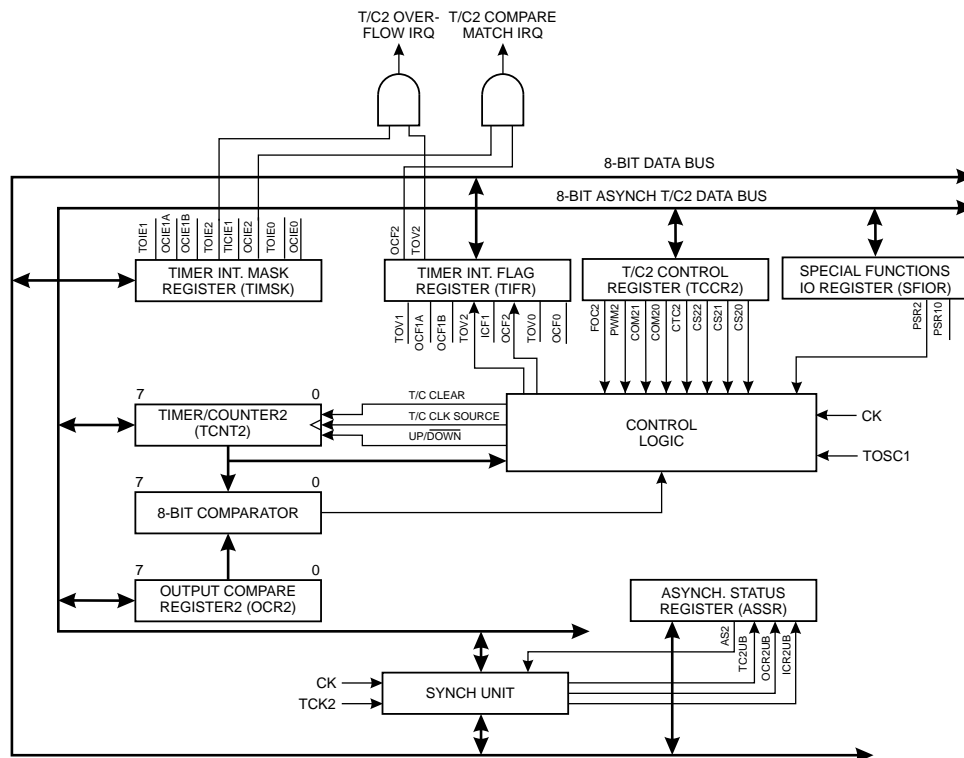 T/C2 OVER-
FLOW IRQ
T/C2 COMPARE
MATCH IRQ
8-BIT DATA BUS
8-BIT ASYNCH T/C2 DATA BUS
TOIE1
OCIE1A
OCIE1B
TOIE2
TICIE1
OCIE2
TOIE0
OCIE0
OCF2
TOV2
TIMER INT. MASK
REGISTER (TIMSK)
TIMER INT. FLAG
REGISTER (TIFR)
T/C2 CONTROL
REGISTER (TCCR2)
SPECIAL FUNCTIONS
IO REGISTER (SFIOR)
TOV1
OCF1A
OCF1B
TOV2
ICF1
OCF2
TOV0
OCF0
FOC2
PWM2
COM21
COM20
CTC2
CS22
CS21
CS20
PSR2
PSR10
7 0
TIMER/COUNTER2
(TCNT2)
T/C CLEAR
T/C CLK SOURCE
UP/DOWN
CONTROL
LOGIC
CK
TOSC1
7 0
8-BIT COMPARATOR
7 0
OUTPUT COMPARE
REGISTER2 (OCR2)
ASYNCH. STATUS
REGISTER (ASSR)
AS2
TC2UB
OCR2UB
ICR2UB
CK
TCK2
SYNCH UNIT